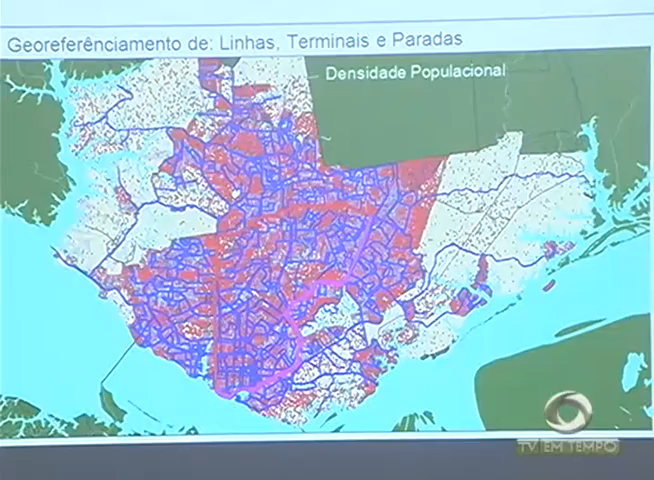 Georeferênciamento de: Linhas, Terminais e Paradas
Densidade Populacional
TV EM TEMPO